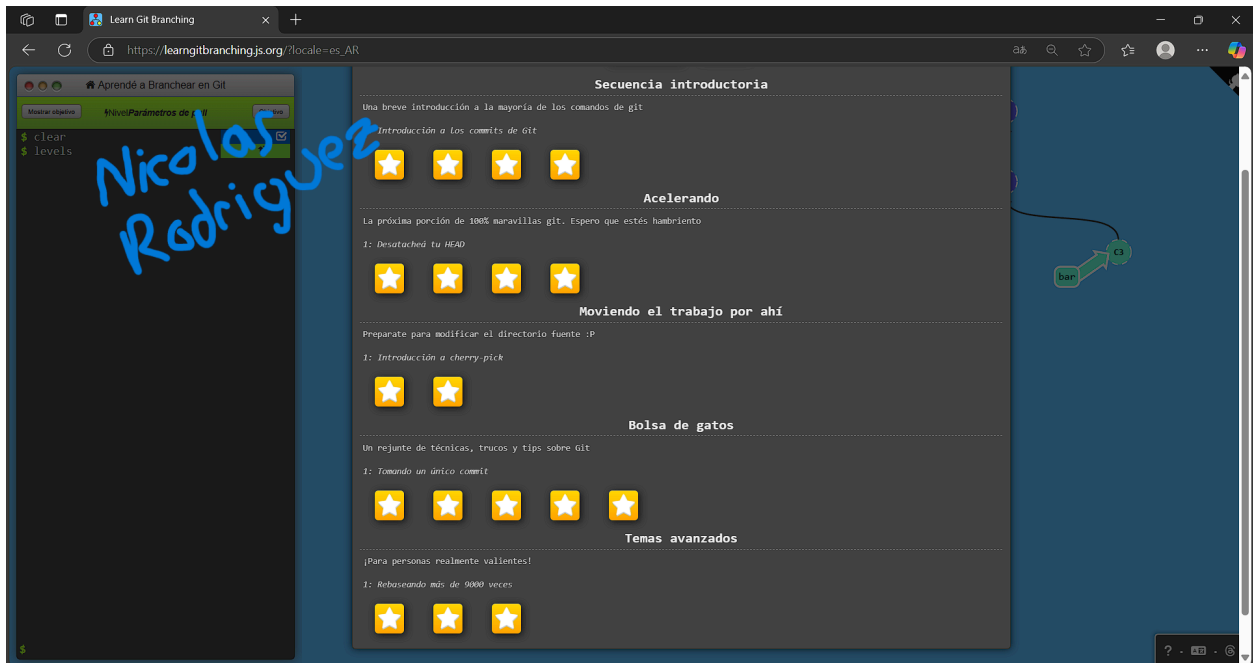 Learn Git Branching
https://learngitbranching.js.org/?locale=es_AR
Aprendé a Branchear en Git
Mostrar objetivo
Nivel Parámetros de pull
$ clear
$ levels
Nicolas
Rodriguez
Secuencia introductoria
Una breve introducción a la mayoría de los comandos de git
Introducción a Los commits de Git
Acelerando
La próxima porción de 100% maravillas git. Espero que estés hambriento
1: Desatacheá tu HEAD
Moviendo el trabajo por ahí
Preparate para modificar el directorio fuente :P
1: Introducción a cherry-pick
Bolsa de gatos
Un rejunte de técnicas, trucos y tips sobre Git
1: Tomando un único commit
Temas avanzados
¡Para personas realmente valientes!
1: Rebaseando más de 9000 veces
C3
bar
$
?